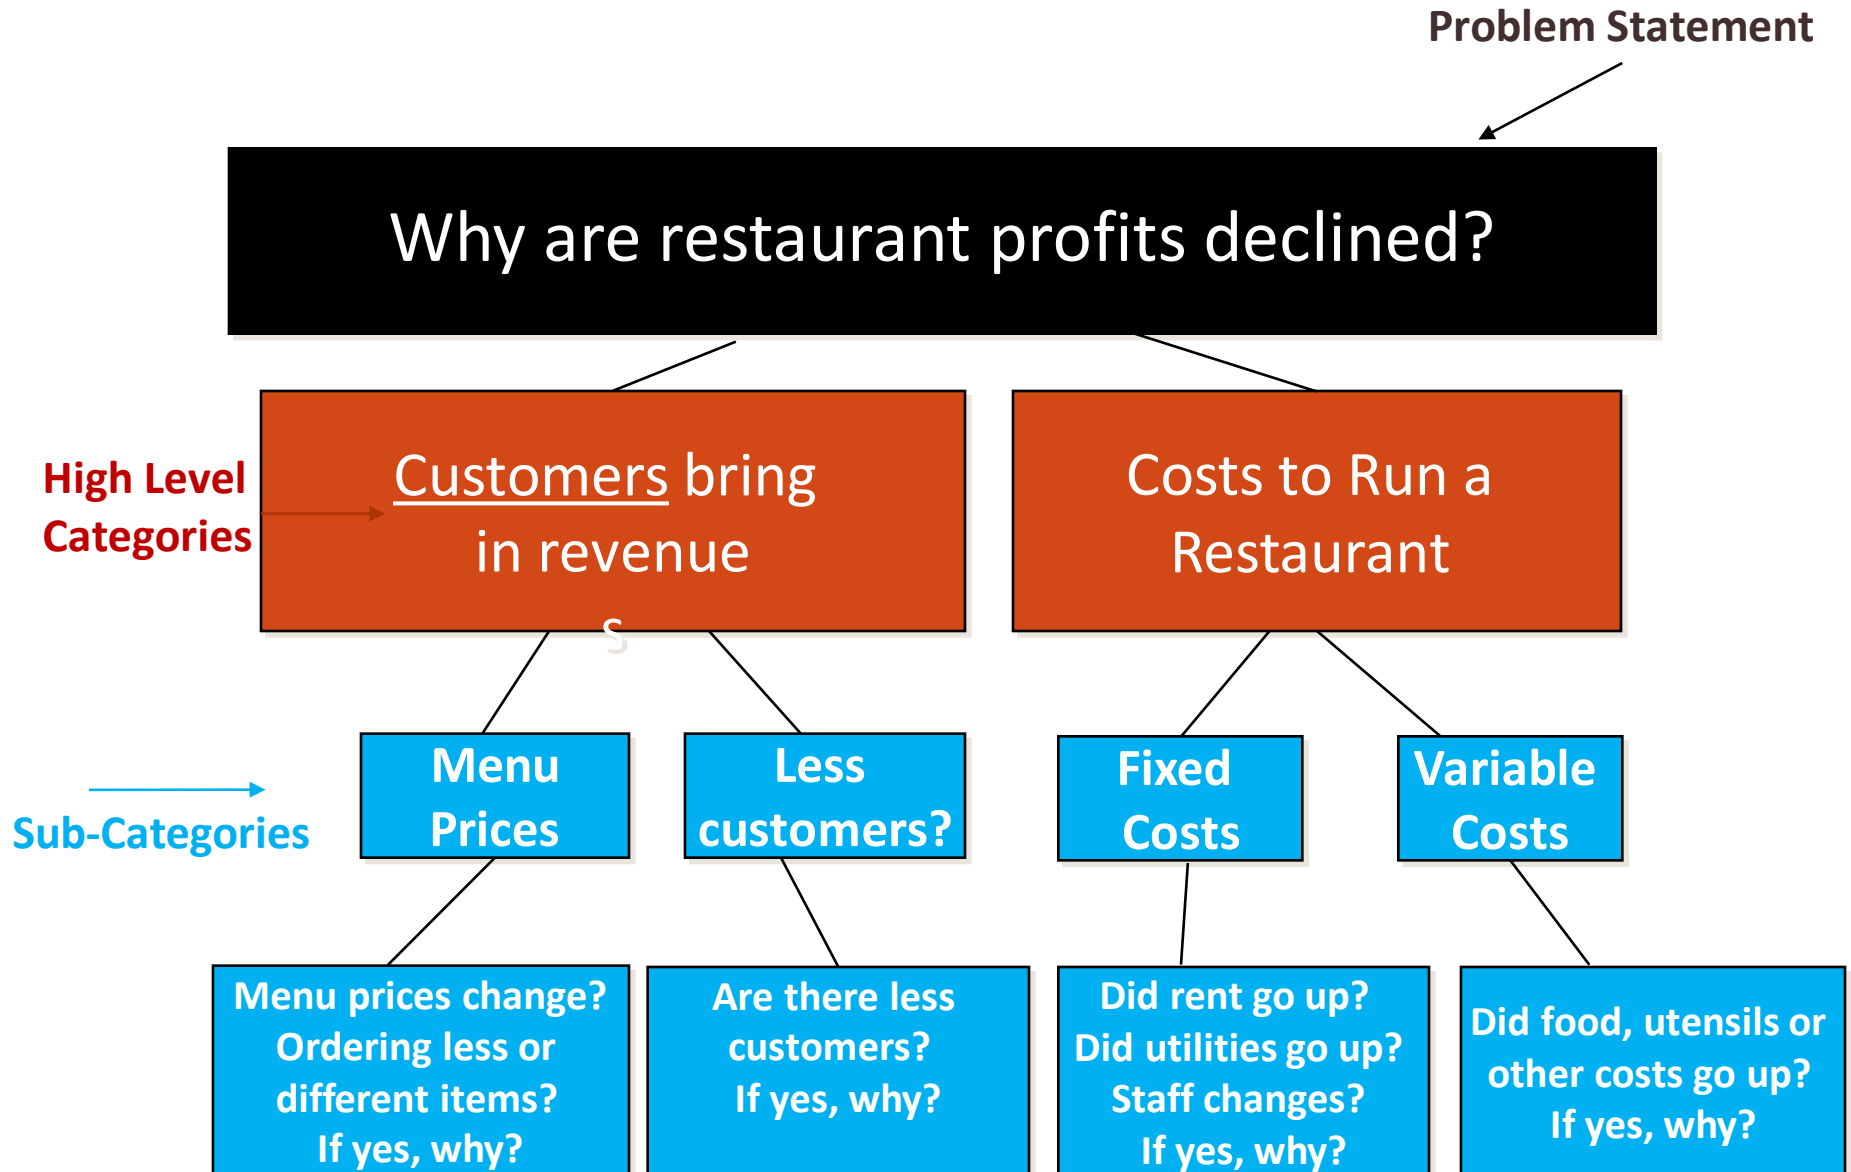 Problem Statement
Why are restaurant profits declined?
High Level
Categories
Customers bring
in revenue
s
Costs to Run a
Restaurant
Sub-Categories
Menu
Prices
Less
customers?
Fixed
Costs
Variable
Costs
Menu prices change?
Ordering less or
different items?
If yes, why?
Are there less
customers?
If yes, why?
Did rent go up?
Did utilities go up?
Staff changes?
If yes, why?
Did food, utensils or
other costs go up?
If yes, why?